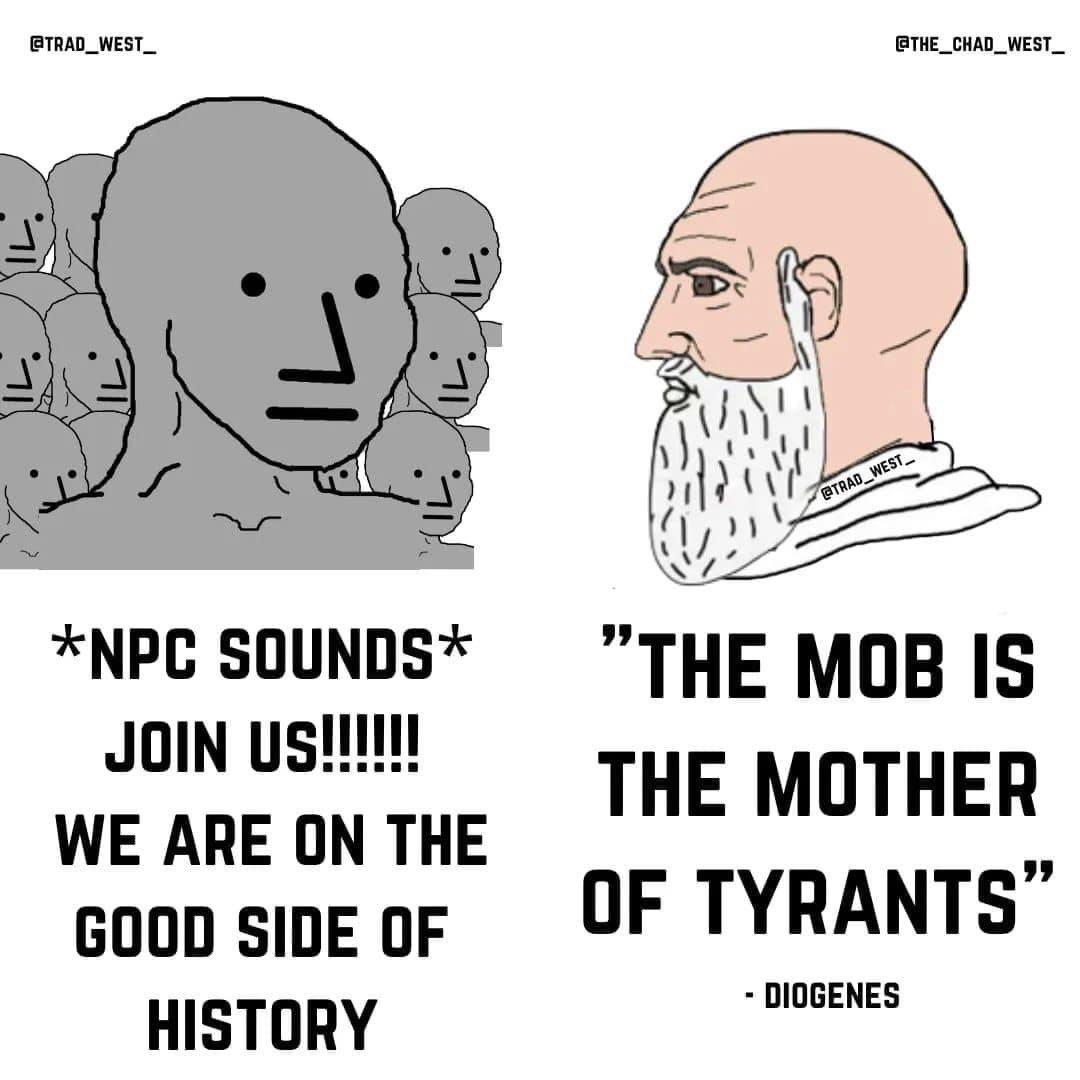 @TRAD_WEST_
@THE_CHAD_WEST_
@TRAD_WEST_
*NPC SOUNDS*
JOIN US!!!!!!
WE ARE ON THE
GOOD SIDE OF
HISTORY
"THE MOB IS
THE MOTHER
OF TYRANTS"
- DIOGENES